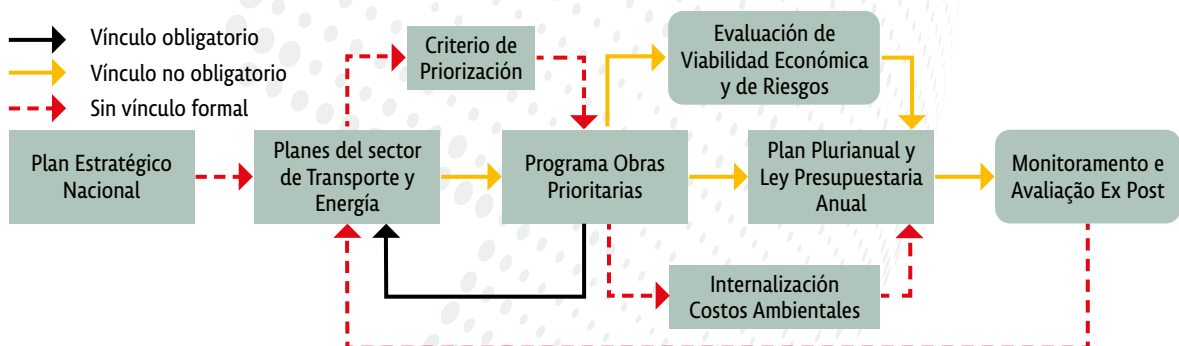 Vínculo obligatorio
Vínculo no obligatorio
Sin vínculo formal
Criterio de
Priorización
Evaluación de
Viabilidad Económica
y de Riesgos
Plan Estratégico
Nacional
Planes del sector
de Transporte y
Energía
Programa Obras
Prioritarias
Plan Plurianual y
Ley Presupuestaria
Anual
Monitoramento e
Avaliação Ex Post
Internalización
Costos Ambientales